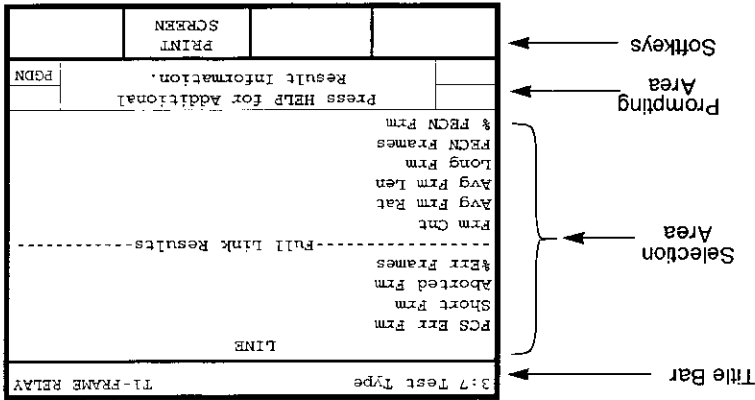 Title Bar
3:7 Test Type T1-FRAME RELAY
Selection
Area
LINE
FCS Err Frm
Short Frm
Aborted Frm
%Err Frames
-----------Full Link Results-----------
Frm Cnt
Avg Frm Rat
Avg Frm Len
Long Frm
FECN Frames
% FECN Frm
Prompting
Area
Press HELP for Additional
Result Information.
PGDN
Softkeys
PRINT
SCREEN